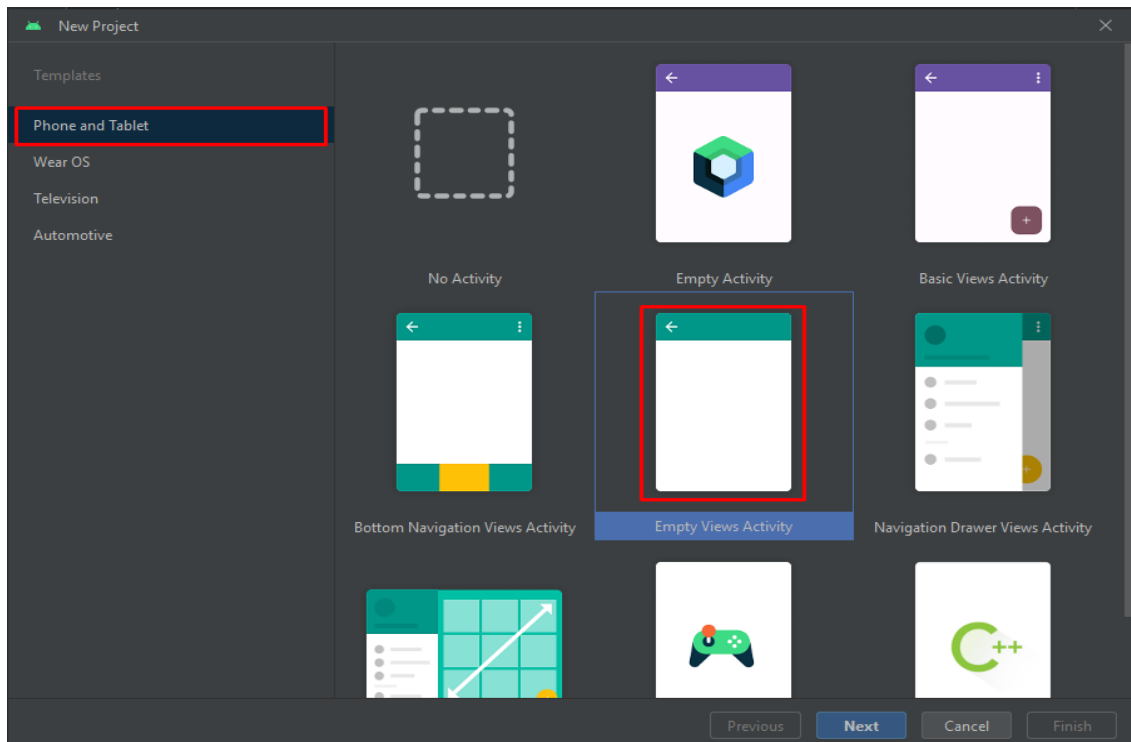 New Project
Templates
Phone and Tablet
Wear OS
Television
Automotive
No Activity
Empty Activity
Basic Views Activity
Bottom Navigation Views Activity
Empty Views Activity
Navigation Drawer Views Activity
C++
Previous
Next
Cancel
Finish